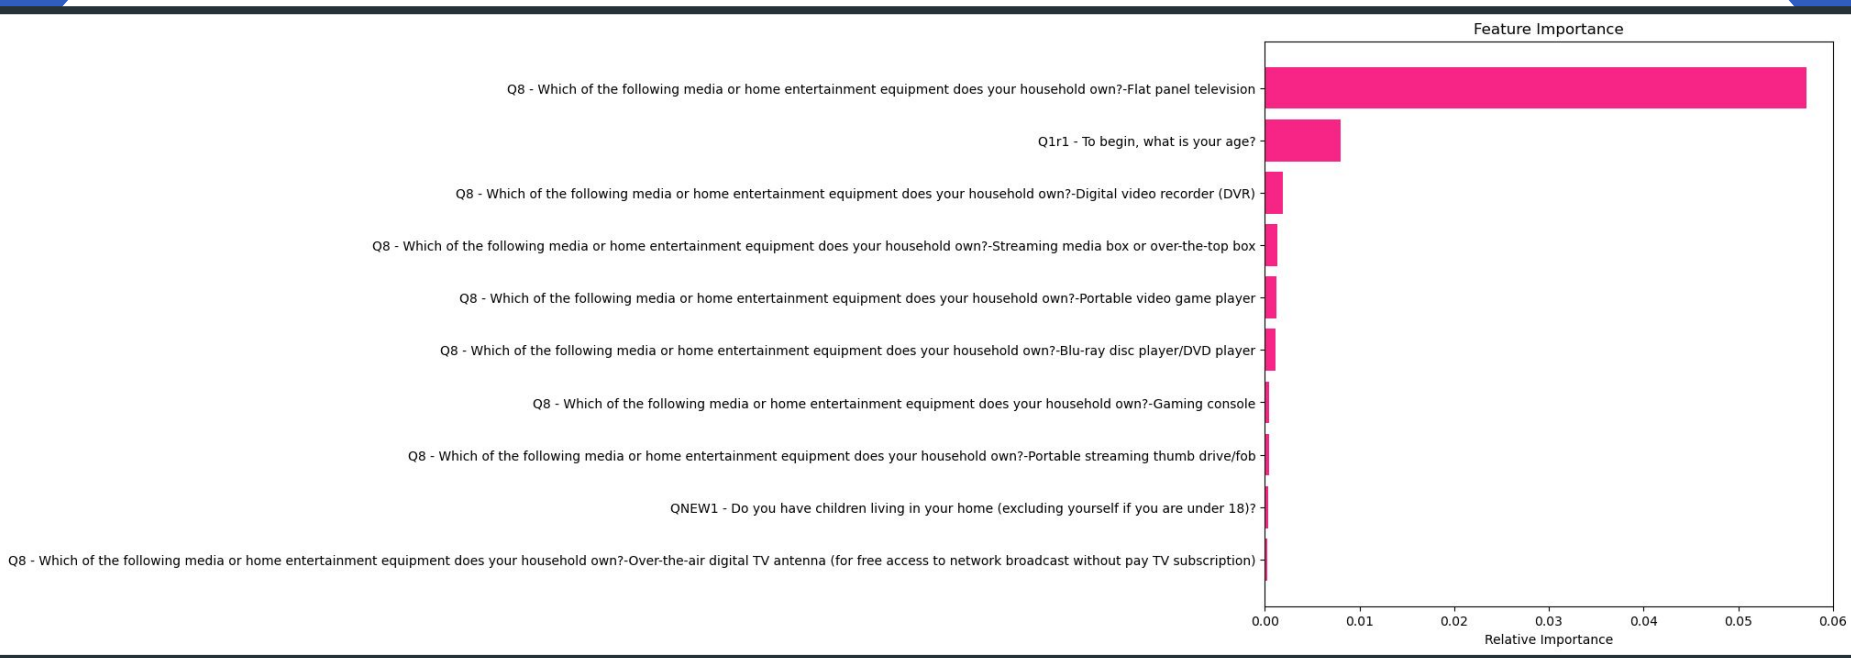 Feature Importance
Q8 - Which of the following media or home entertainment equipment does your household own?-Flat panel television
Q1r1 - To begin, what is your age?
Q8 - Which of the following media or home entertainment equipment does your household own?-Digital video recorder (DVR)
Q8 - Which of the following media or home entertainment equipment does your household own?-Streaming media box or over-the-top box
Q8 - Which of the following media or home entertainment equipment does your household own?-Portable video game player
Q8 - Which of the following media or home entertainment equipment does your household own?-Blu-ray disc player/DVD player
Q8 - Which of the following media or home entertainment equipment does your household own?-Gaming console
Q8 - Which of the following media or home entertainment equipment does your household own?-Portable streaming thumb drive/fob
QNEW1 - Do you have children living in your home (excluding yourself if you are under 18)?
Q8 - Which of the following media or home entertainment equipment does your household own?-Over-the-air digital TV antenna (for free access to network broadcast without pay TV subscription)
0.00 0.01 0.02 0.03 0.04 0.05 0.06
Relative Importance